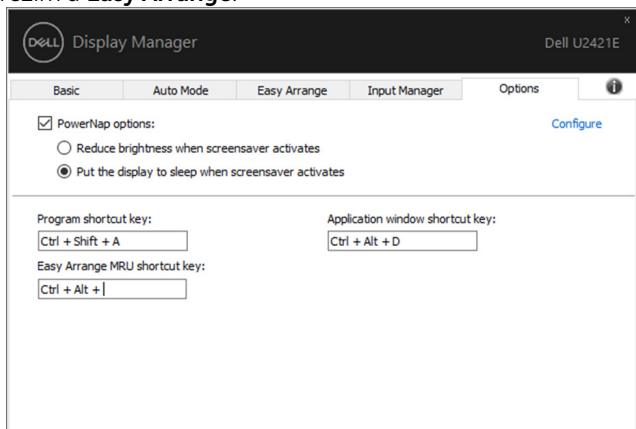 Easy Arrange.
DELL Display Manager
x
Dell U2421E
Basic Auto Mode Easy Arrange Input Manager Options
PowerNap options:
Configure
Reduce brightness when screensaver activates
Put the display to sleep when screensaver activates
Program shortcut key:
Application window shortcut key:
Ctrl + Shift + A
Ctrl + Alt + D
Easy Arrange MRU shortcut key:
Ctrl + Alt +